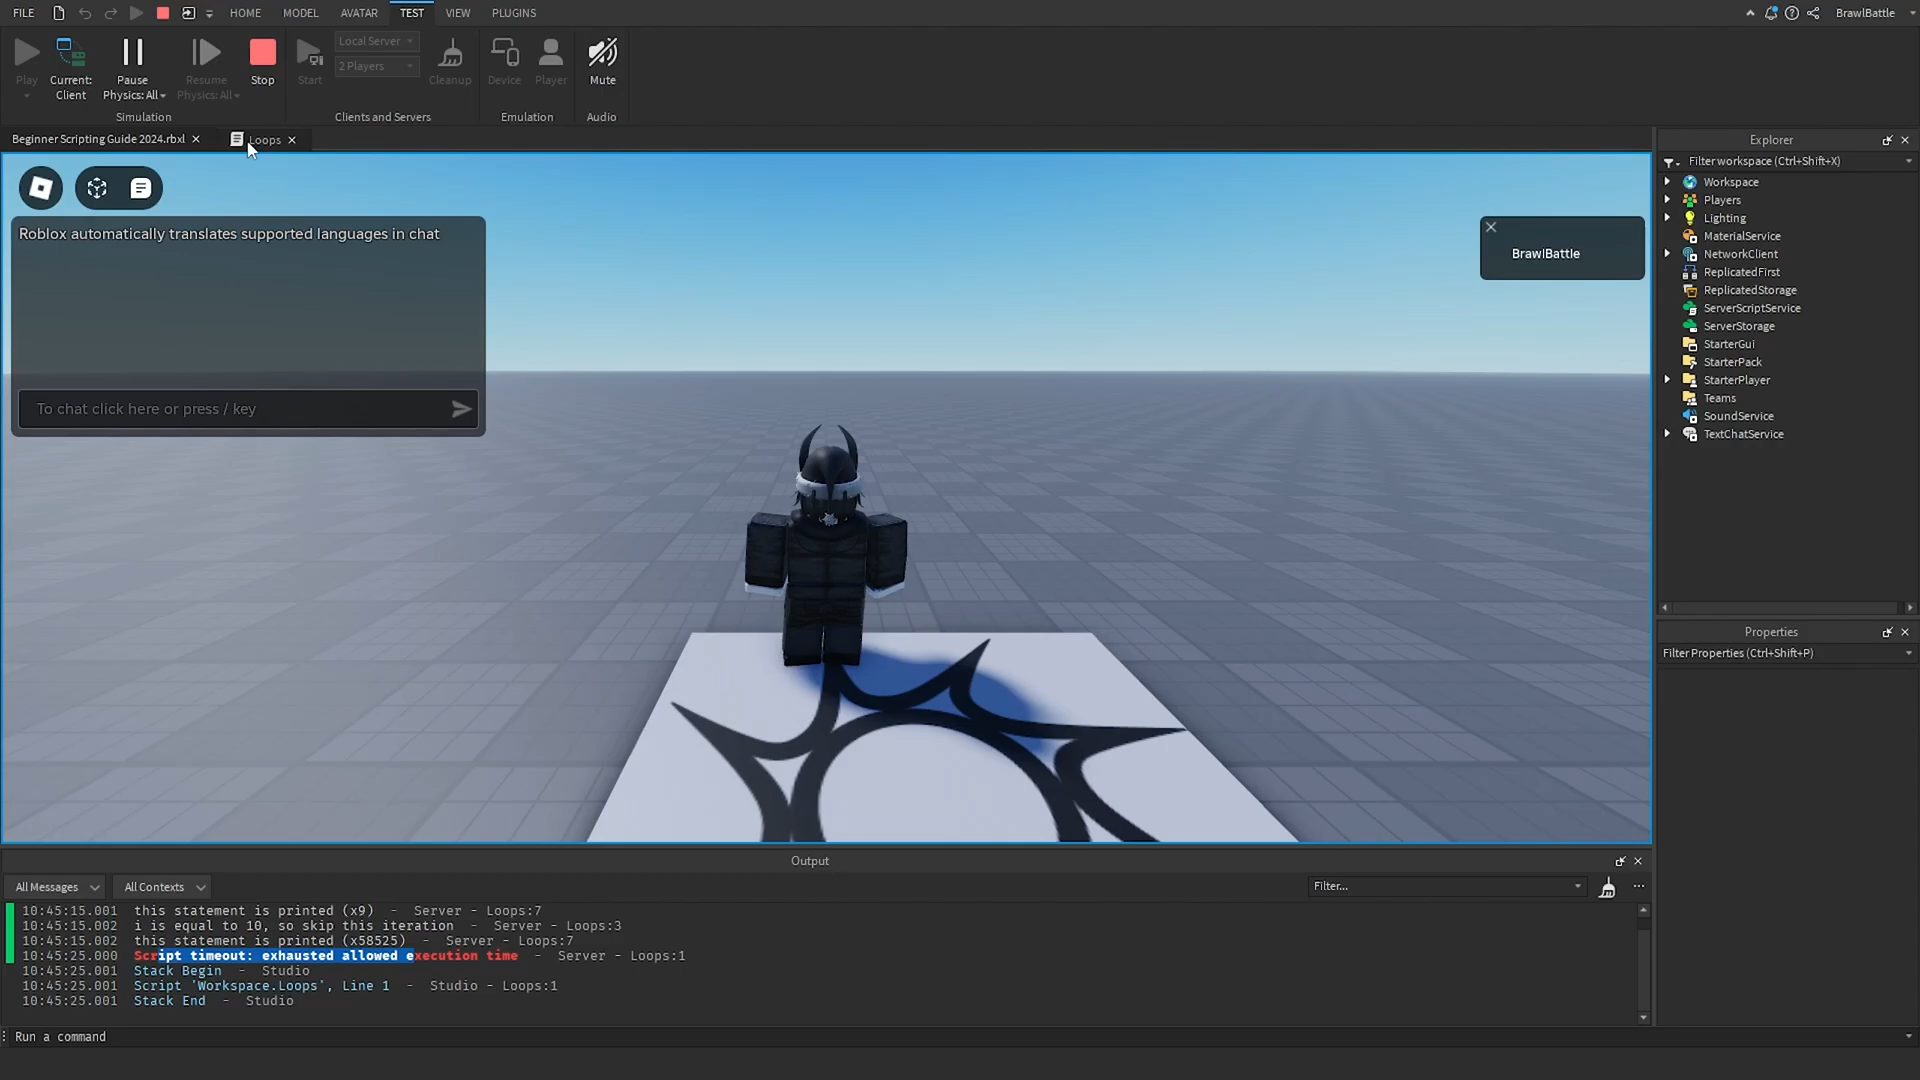 FILE HOME MODEL AVATAR TEST VIEW PLUGINS BrawlBattle
Play Current: Client Pause Physics: All Resume Physics: All Stop Start Local Server 2 Players Cleanup Device Player Mute
Simulation Clients and Servers Emulation Audio
Beginner Scripting Guide 2024.rbxl Loops
Explorer
Filter workspace (Ctrl+Shift+X)
Workspace
Players
Lighting
MaterialService
NetworkClient
ReplicatedFirst
ReplicatedStorage
ServerScriptService
ServerStorage
StarterGui
StarterPack
StarterPlayer
Teams
SoundService
TextChatService
Roblox automatically translates supported languages in chat
To chat click here or press / key
BrawlBattle
Properties
Filter Properties (Ctrl+Shift+P)
Output
All Messages All Contexts Filter...
10:45:15.001 this statement is printed (x9) - Server - Loops:7
10:45:15.002 i is equal to 10, so skip this iteration - Server - Loops:3
10:45:15.002 this statement is printed (x58525) - Server - Loops:7
10:45:25.000 Script timeout: exhausted allowed execution time - Server - Loops:1
10:45:25.001 Stack Begin - Studio
10:45:25.001 Script 'Workspace.Loops', Line 1 - Studio - Loops:1
10:45:25.001 Stack End - Studio
Run a command